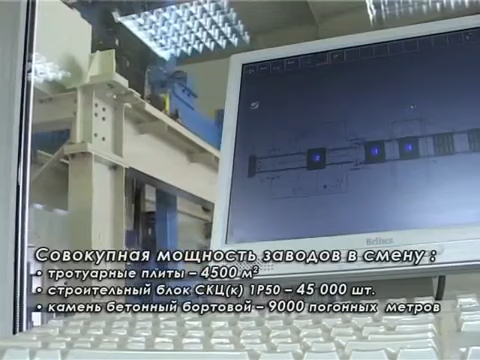 Belinea
Совокупная мощность заводов в смену :
• тротуарные плиты – 4500 м²
• строительный блок СКЦ(к) 1Р50 – 45 000 шт.
• камень бетонный бортовой – 9000 погонных метров